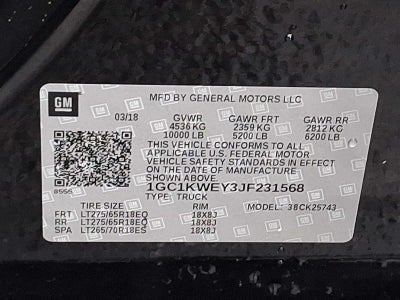 GM
MFD BY GENERAL MOTORS LLC
03/18 GVWR GAWR FRT GAWR RR
4536 KG 2359 KG 2812 KG
10000 LB 5200 LB 6200 LB
THIS VEHICLE CONFORMS TO ALL
APPLICABLE U.S. FEDERAL MOTOR
VEHICLE SAFETY STANDARDS IN EFFECT
ON THE DATE OF MANUFACTURE
SHOWN ABOVE.
8556 1GC1KWEY3JF231568
TYPE: TRUCK
TIRE SIZE RIM MODEL: 38CK25743
FRT LT275/65R18EQ 18X8J
RR LT275/65R18EQ 18X8J
SPA LT265/70R18ES 18X8J